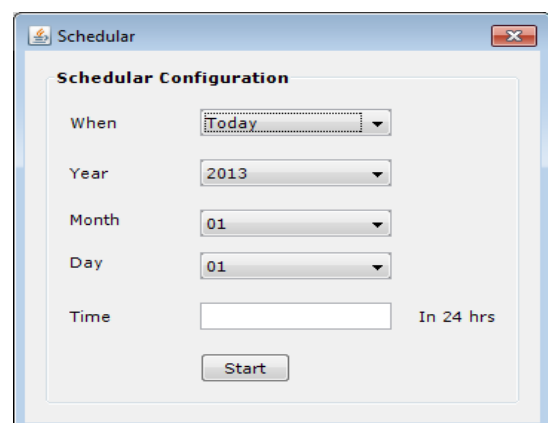 Schedular
Schedular Configuration
When Today
Year 2013
Month 01
Day 01
Time In 24 hrs
Start